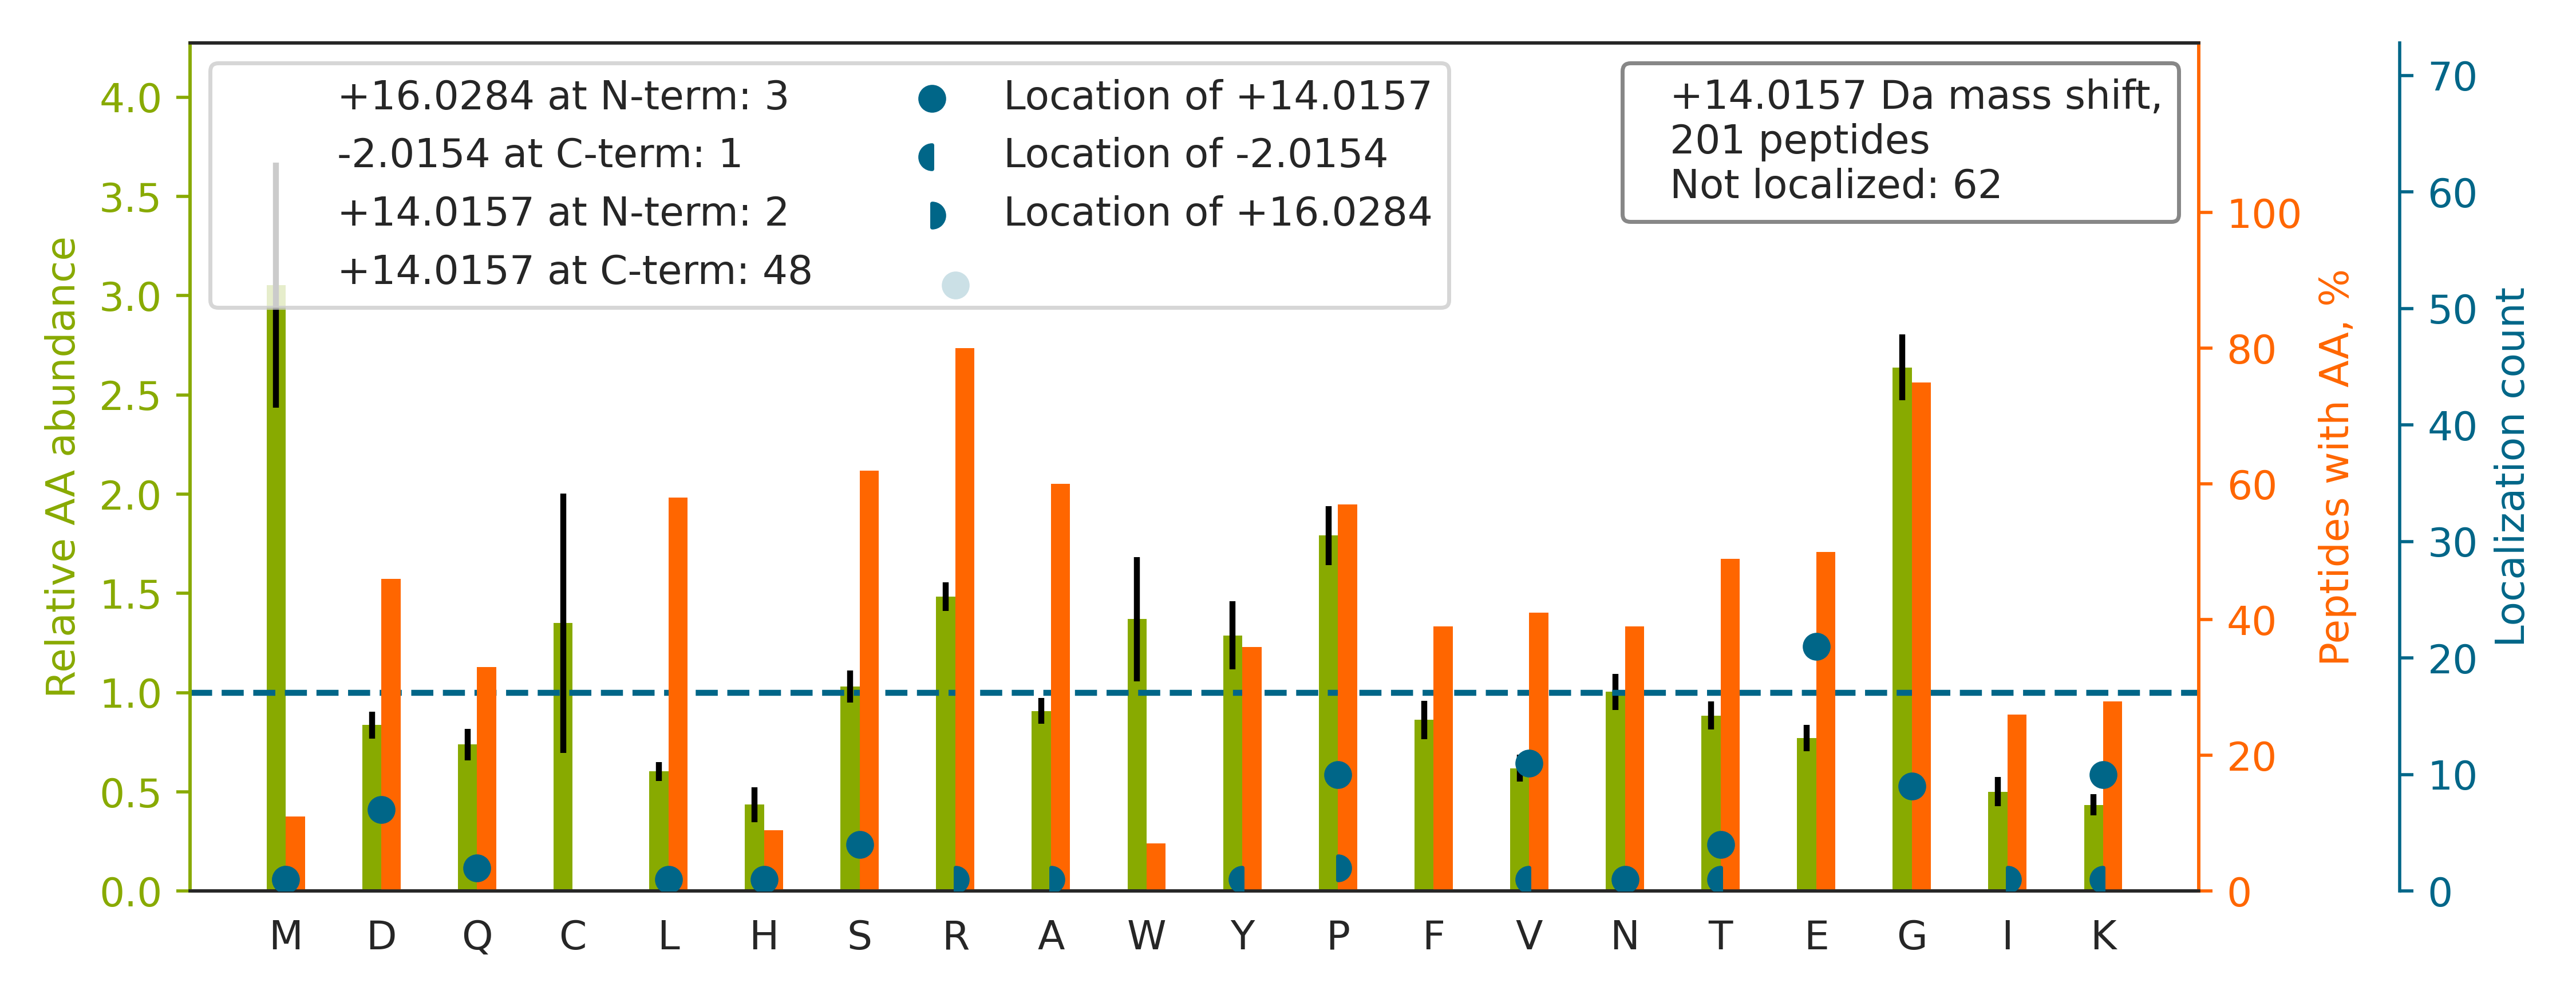 +16.0284 at N-term: 3
-2.0154 at C-term: 1
+14.0157 at N-term: 2
+14.0157 at C-term: 48
Location of +14.0157
Location of -2.0154
Location of +16.0284
+14.0157 Da mass shift,
201 peptides
Not localized: 62
Relative AA abundance
4.0
3.5
3.0
2.5
2.0
1.5
1.0
0.5
0.0
M D Q C L H S R A W Y P F V N T E G I K
100
80
60
40
20
0
Peptides with AA, %
70
60
50
40
30
20
10
0
Localization count